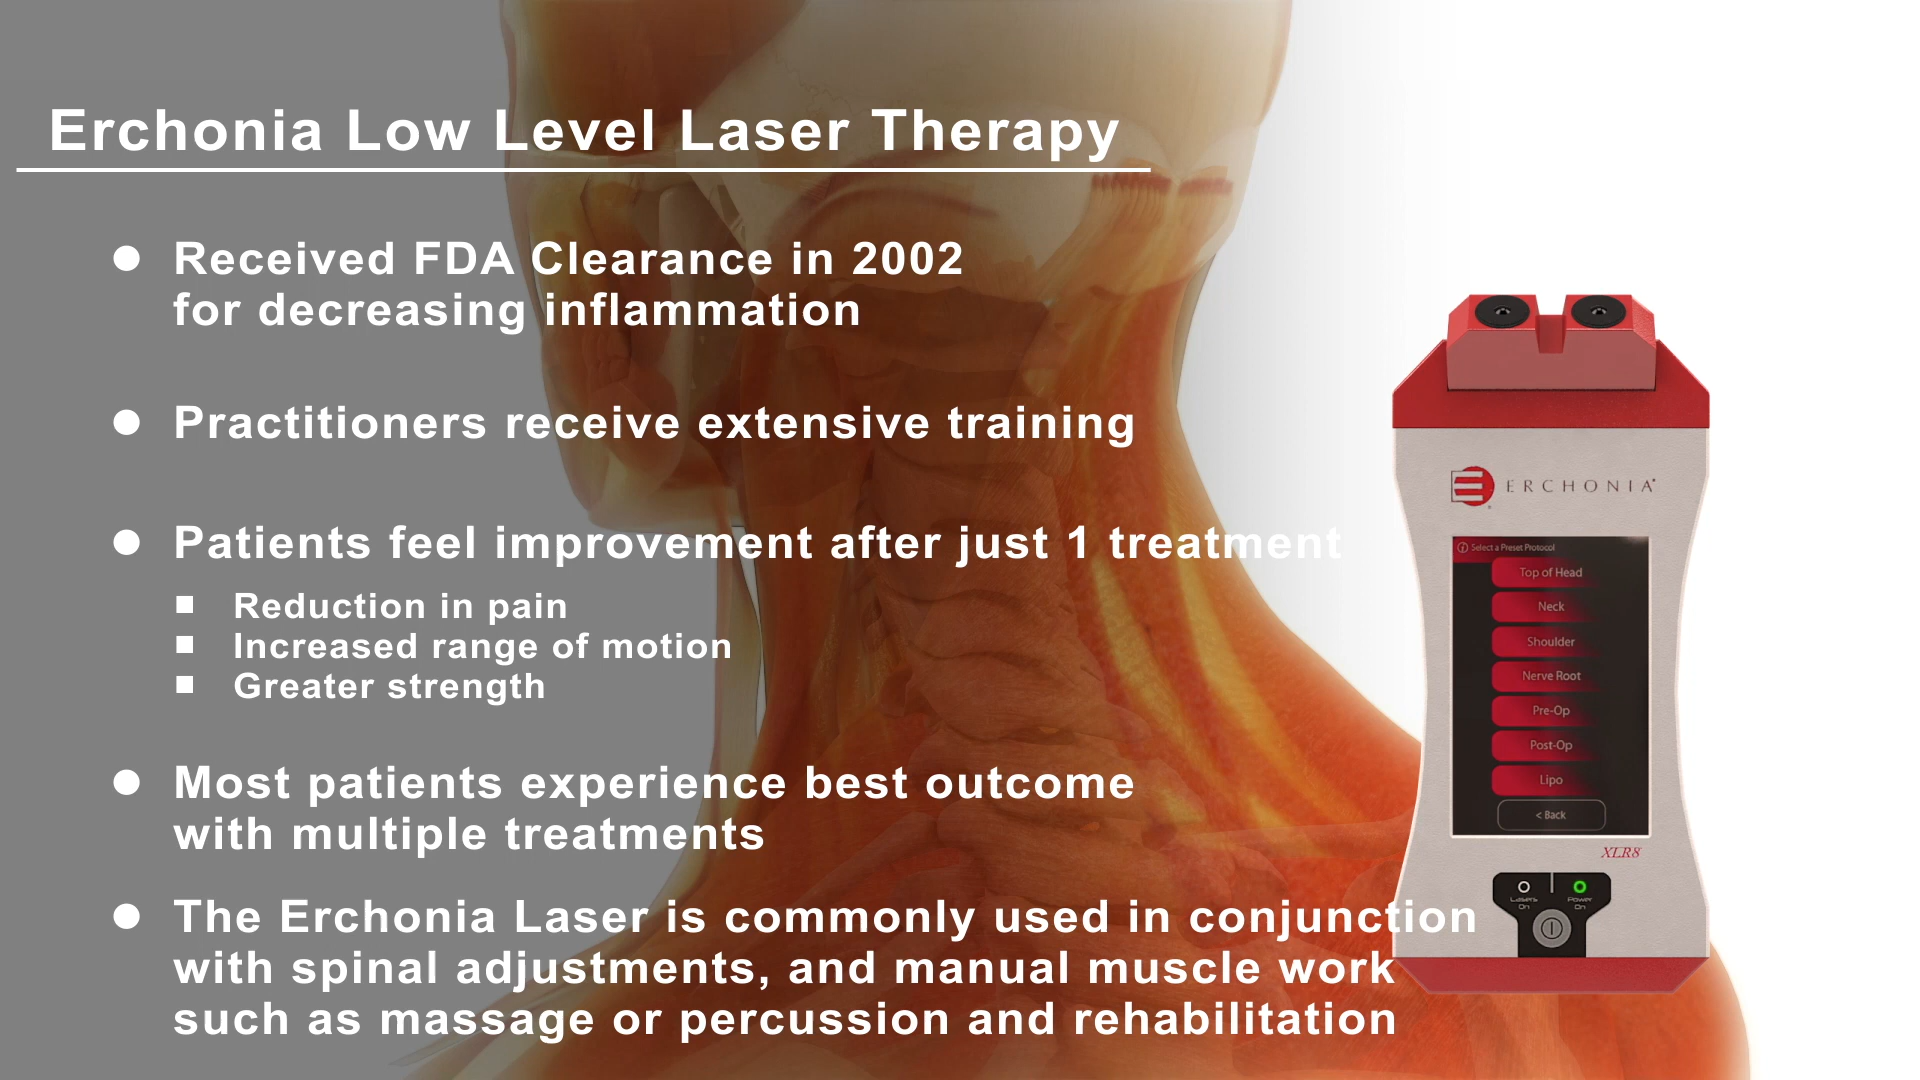 Erchonia Low Level Laser Therapy
Received FDA Clearance in 2002
for decreasing inflammation
Practitioners receive extensive training
Patients feel improvement after just 1 treatment
Reduction in pain
Increased range of motion
Greater strength
Most patients experience best outcome
with multiple treatments
The Erchonia Laser is commonly used in conjunction
with spinal adjustments, and manual muscle work
such as massage or percussion and rehabilitation
ERCHONIA®
Select a Preset Protocol
Top of Head
Neck
Shoulder
Nerve Root
Pre-Op
Post-Op
Lipo
< Back
XLR8
Lasers On
Power On